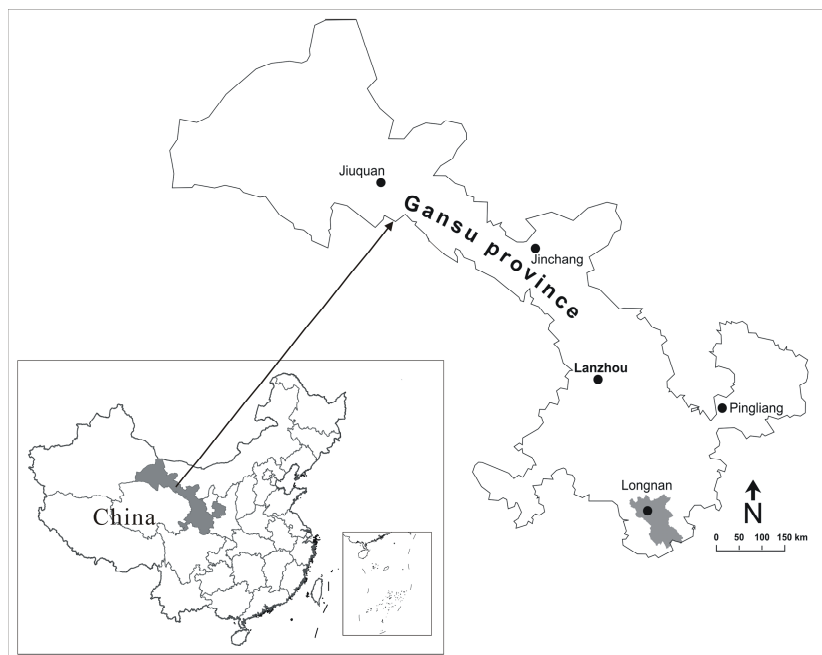 Jiuquan
Gansu province
Jinchang
Lanzhou
Pingliang
Longnan
N
0 50 100 150 km
China